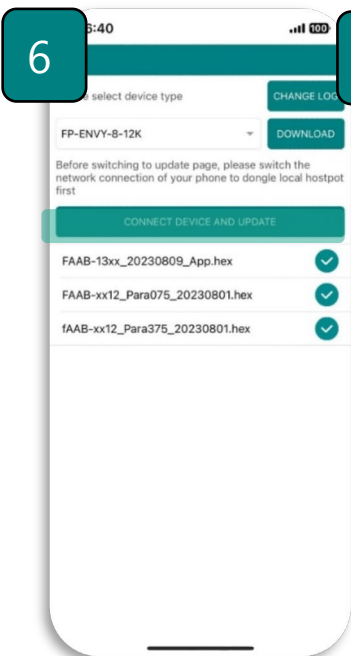 6
6:40
100
select device type
CHANGE LOG
FP-ENVY-8-12K
DOWNLOAD
Before switching to update page, please switch the
network connection of your phone to dongle local hostpot
first
CONNECT DEVICE AND UPDATE
FAAB-13xx_20230809_App.hex
FAAB-xx12_Para075_20230801.hex
fAAB-xx12_Para375_20230801.hex